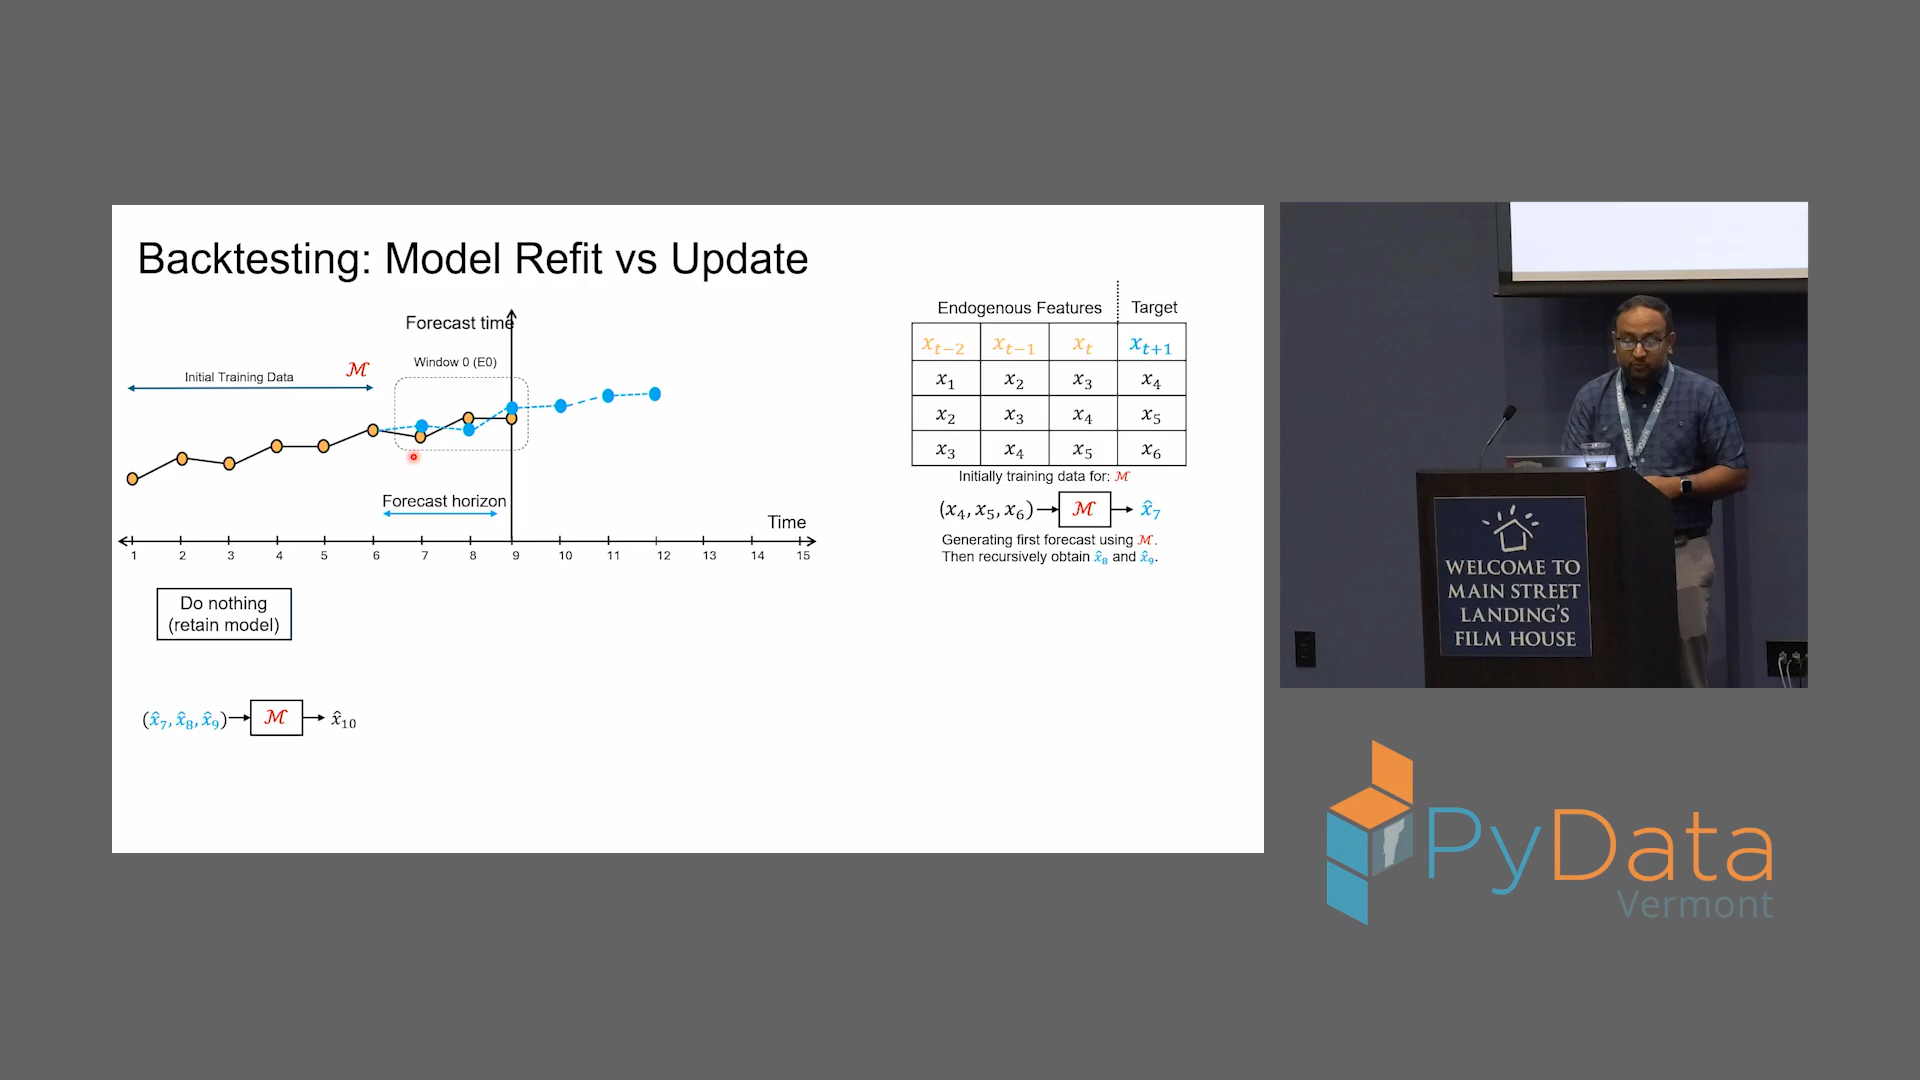 Backtesting: Model Refit vs Update
Forecast time
Window 0 (E0)
Initial Training Data
ℳ
Forecast horizon
Time
1 2 3 4 5 6 7 8 9 10 11 12 13 14 15
Do nothing
(retain model)
(x̂₇, x̂₈, x̂₉) ℳ x̂₁₀
Endogenous Features Target
xₜ₋₂ xₜ₋₁ xₜ xₜ₊₁
x₁ x₂ x₃ x₄
x₂ x₃ x₄ x₅
x₃ x₄ x₅ x₆
Initially training data for: ℳ
(x₄, x₅, x₆) ℳ x̂₇
Generating first forecast using ℳ.
Then recursively obtain x̂₈ and x̂₉.
WELCOME TO
MAIN STREET
LANDING'S
FILM HOUSE
PyData
Vermont